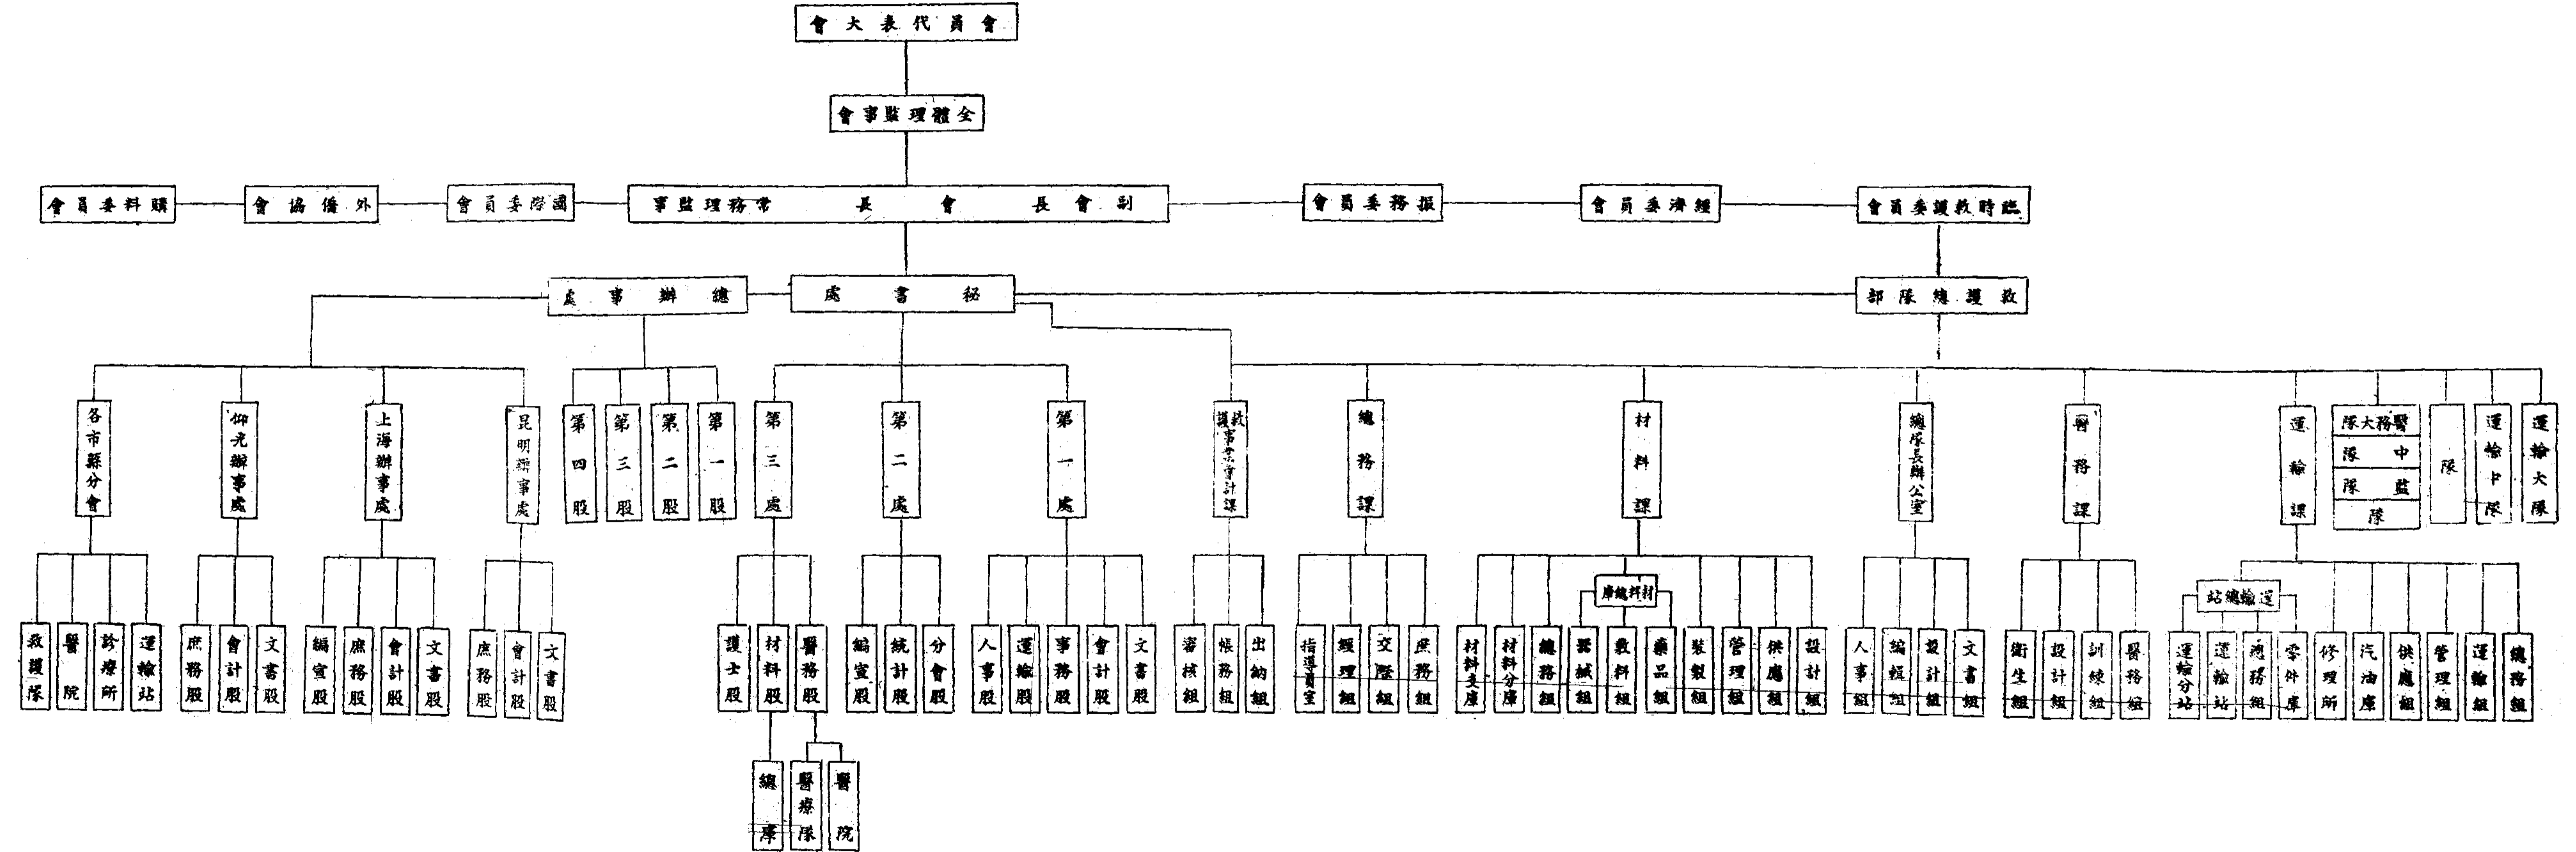 會員代表大會
全體理監事會
臨時救護委員會
經濟委員會
振務委員會
副會長 會長 常務理監事
國際委員會
外僑協會
購料委員會
救護總隊部
秘書處
總辦事處
運輸大隊
運輸中隊
隊
醫務大隊
中隊
監隊
隊
運輸課
醫務課
總隊長辦公室
材料課
總務課
救護事業會計課
第一處
第二處
第三處
第一股
第二股
第三股
第四股
昆明辦事處
上海辦事處
仰光辦事處
各市縣分會
運輸總站
材料總庫
總務組
運輸組
管理組
供應組
汽油庫
修理所
零件庫
總務組
運輸站
運輸分站
醫務組
訓練組
設計組
衛生組
文書組
設計組
編輯組
人事組
設計組
供應組
管理組
裝製組
藥品組
敷料組
器械組
總務組
材料分庫
材料支庫
庶務組
交際組
經理組
指導員室
出納組
帳務組
審核組
文書股
會計股
事務股
運輸股
人事股
分會股
統計股
編宣股
醫務股
材料股
護士股
文書股
會計股
庶務股
文書股
會計股
庶務股
編宣股
文書股
會計股
庶務股
運輸站
診療所
醫院
救護隊
醫院
醫療隊
總庫